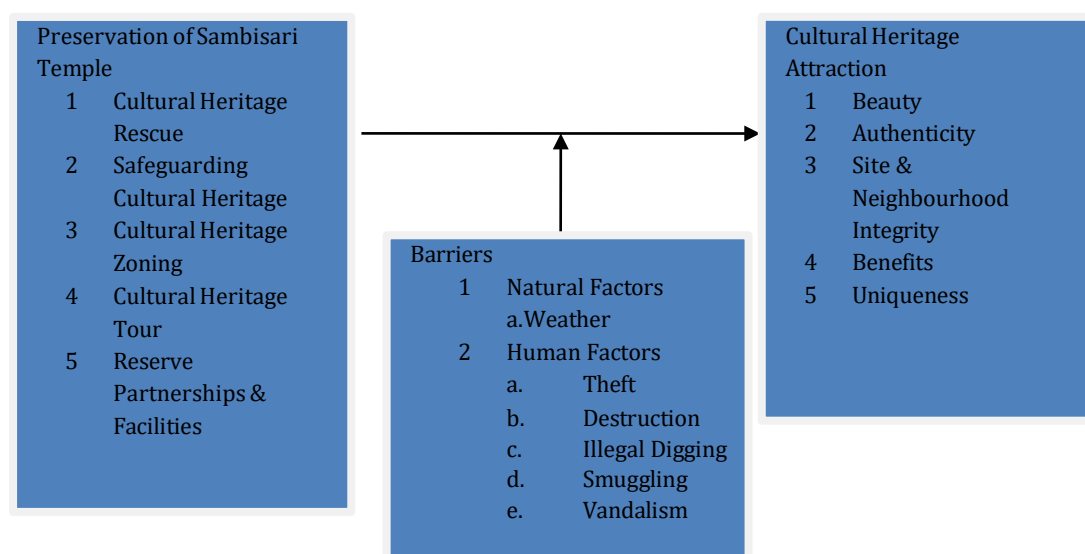 Preservation of Sambisari
Temple
1 Cultural Heritage
Rescue
2 Safeguarding
Cultural Heritage
3 Cultural Heritage
Zoning
4 Cultural Heritage
Tour
5 Reserve
Partnerships &
Facilities
Barriers
1 Natural Factors
a.Weather
2 Human Factors
a. Theft
b. Destruction
c. Illegal Digging
d. Smuggling
e. Vandalism
Cultural Heritage
Attraction
1 Beauty
2 Authenticity
3 Site &
Neighbourhood
Integrity
4 Benefits
5 Uniqueness